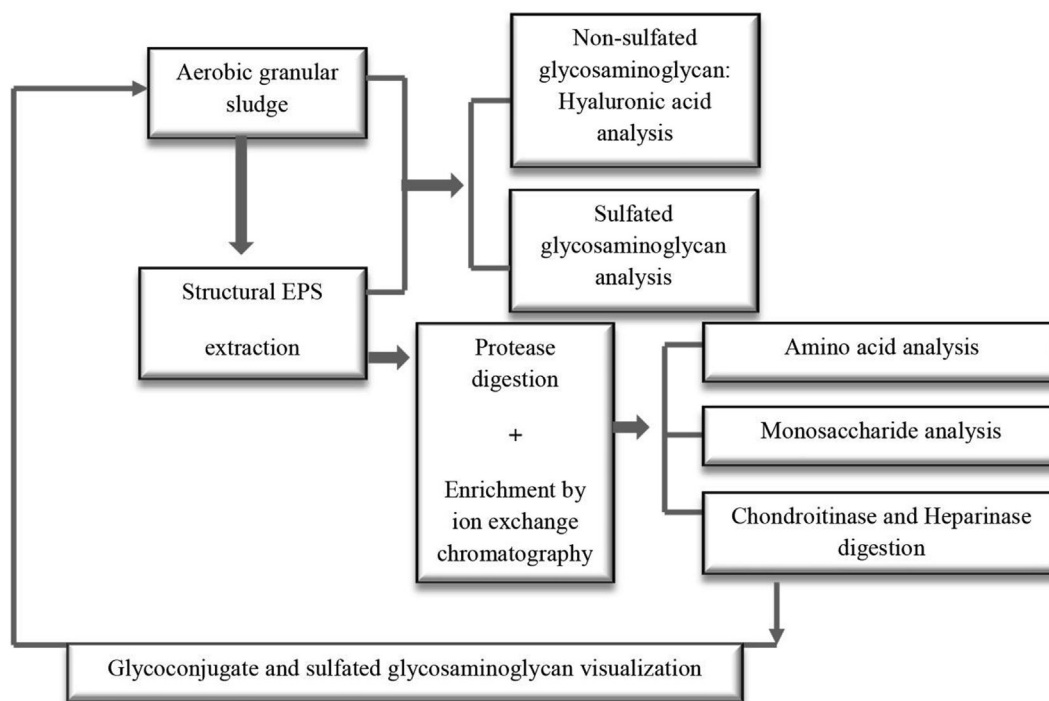 Aerobic granular
sludge
Non-sulfated
glycosaminoglycan:
Hyaluronic acid
analysis
Sulfated
glycosaminoglycan
analysis
Structural EPS
extraction
Protease
digestion
+
Enrichment by
ion exchange
chromatography
Amino acid analysis
Monosaccharide analysis
Chondroitinase and Heparinase
digestion
Glycoconjugate and sulfated glycosaminoglycan visualization